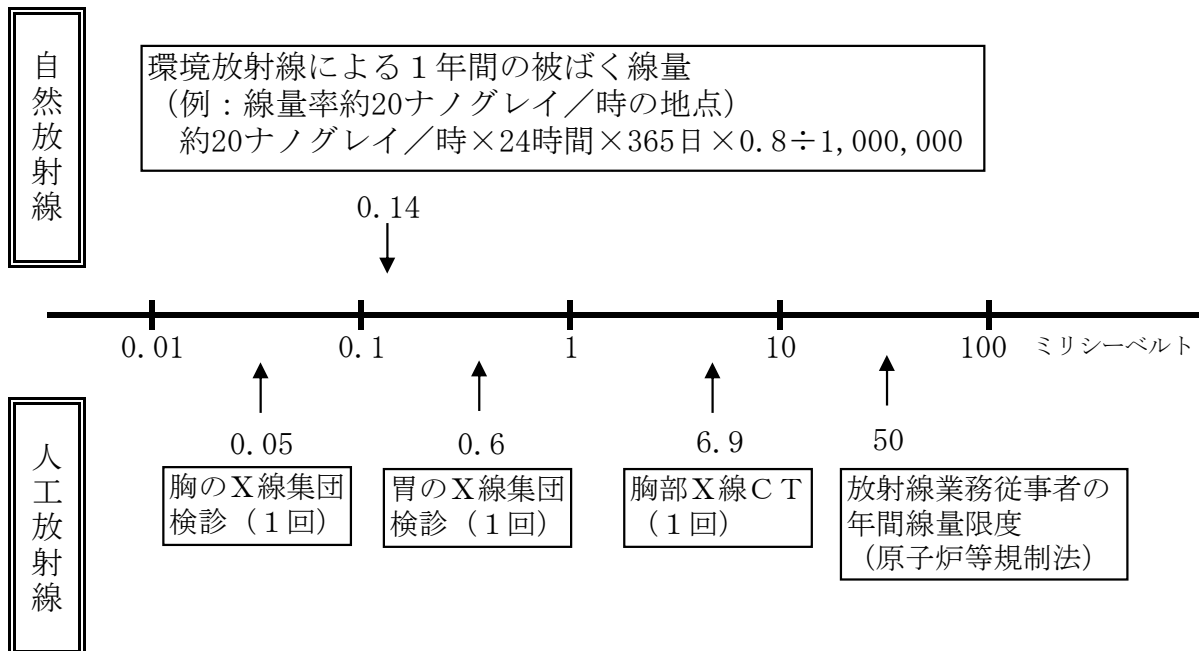 自然放射線
環境放射線による１年間の被ばく線量
（例：線量率約20ナノグレイ／時の地点）
約20ナノグレイ／時×24時間×365日×0.8÷1,000,000
0.14
0.01
0.1
1
10
100
ミリシーベルト
人工放射線
0.05
胸のＸ線集団
検診（１回）
0.6
胃のＸ線集団
検診（１回）
6.9
胸部Ｘ線ＣＴ
（１回）
50
放射線業務従事者の
年間線量限度
（原子炉等規制法）